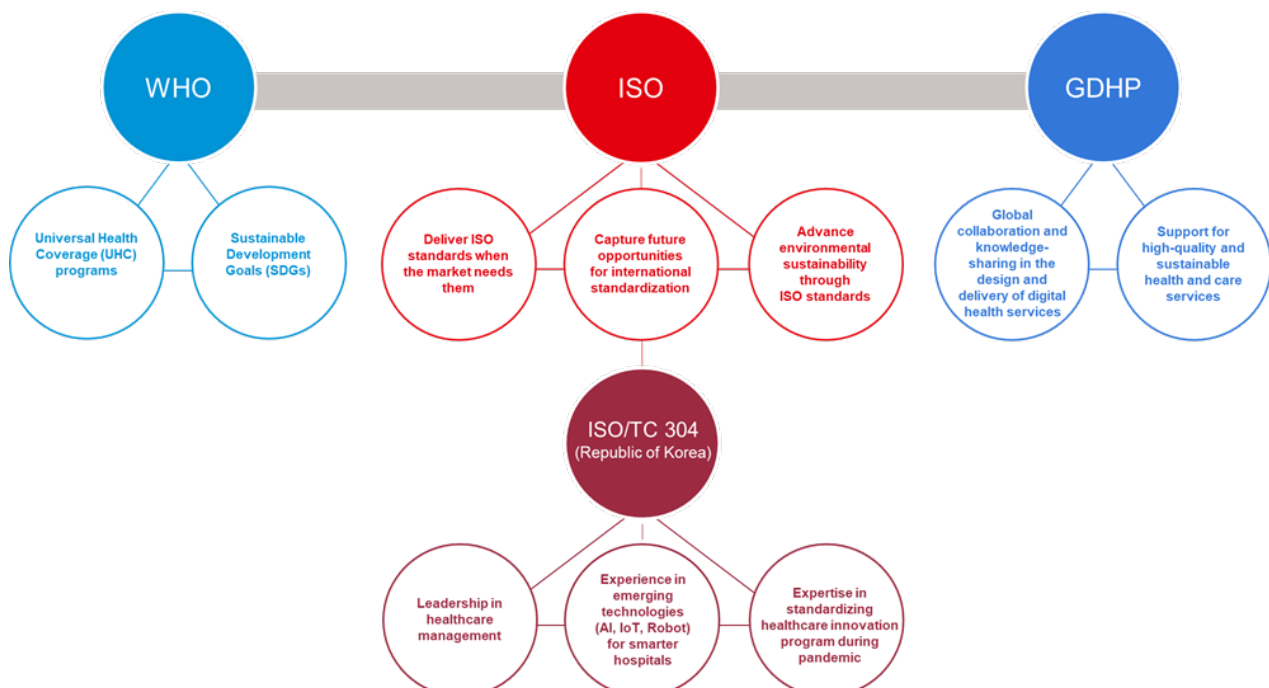 WHO
ISO
GDHP
Universal Health
Coverage (UHC)
programs
Sustainable
Development
Goals (SDGs)
Deliver ISO
standards when
the market needs
them
Capture future
opportunities
for international
standardization
Advance
environmental
sustainability
through
ISO standards
Global
collaboration and
knowledge-
sharing in the
design and
delivery of digital
health services
Support for
high-quality and
sustainable
health and care
services
ISO/TC 304
(Republic of Korea)
Leadership in
healthcare
management
Experience in
emerging
technologies
(AI, IoT, Robot)
for smarter
hospitals
Expertise in
standardizing
healthcare innovation
program during
pandemic